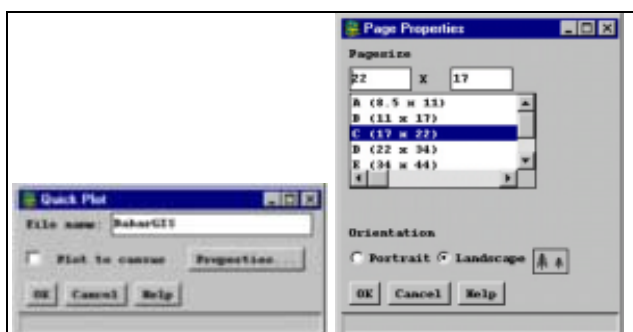 Quick Plot
File name: BaharGIS
Plot to canvas Properties...
OK Cancel Help
Page Properties
Pagesize
22 X 17
A (8.5 x 11)
B (11 x 17)
C (17 x 22)
D (22 x 34)
E (34 x 44)
Orientation
Portrait Landscape
OK Cancel Help